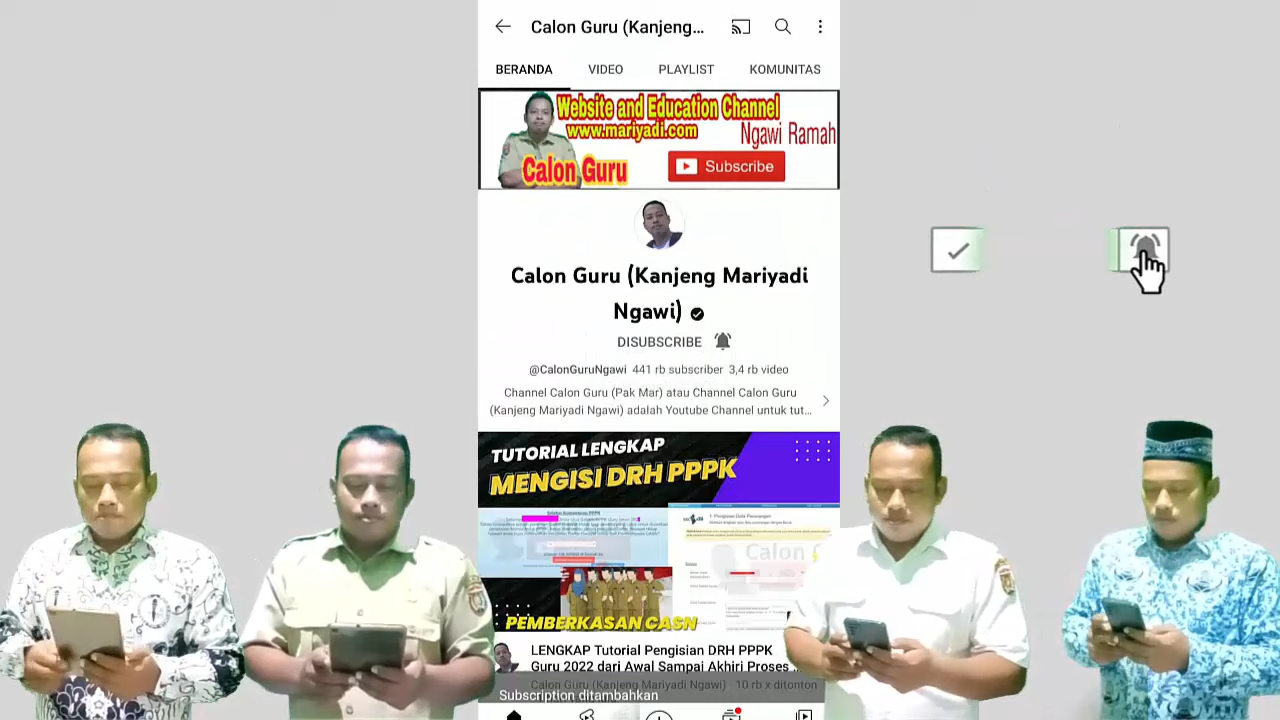 Calon Guru (Kanjeng...
BERANDA VIDEO PLAYLIST KOMUNITAS
Website and Education Channel
www.mariyadi.com
Ngawi Ramah
Calon Guru
Subscribe
Calon Guru (Kanjeng Mariyadi
Ngawi)
DISUBSCRIBE
@CalonGuruNgawi 441 rb subscriber 3,4 rb video
Channel Calon Guru (Pak Mar) atau Channel Calon Guru
(Kanjeng Mariyadi Ngawi) adalah Youtube Channel untuk tut...
TUTORIAL LENGKAP
MENGISI DRH PPPK
Calon
PEMBERKASAN CASN
LENGKAP Tutorial Pengisian DRH PPPK
Guru 2022 dari Awal Sampai Akhiri Proses ...
Calon Guru (Kanjeng Mariyadi Ngawi) 10 rb x ditonton
Subscription ditambahkan